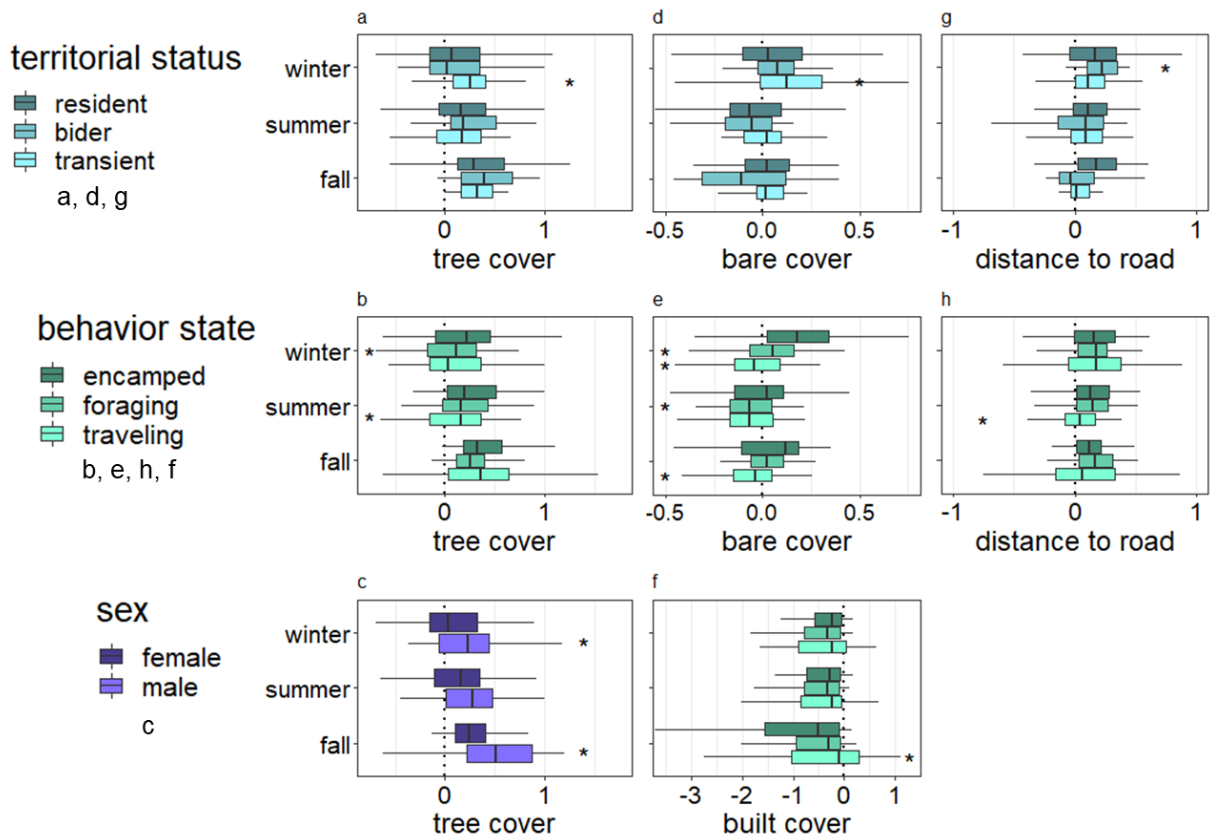 territorial status
resident
bider
transient
a, d, g
a
winter
*
summer
fall
0 1
tree cover
d
*
-0.5 0.0 0.5
bare cover
g
*
-1 0 1
distance to road
behavior state
encamped
foraging
traveling
b, e, h, f
b
winter
*
summer
*
fall
0 1
tree cover
e
*
*
*
*
-0.5 0.0 0.5
bare cover
h
*
-1 0 1
distance to road
sex
female
male
c
c
winter
*
summer
fall
*
0 1
tree cover
f
*
-3 -2 -1 0 1
built cover